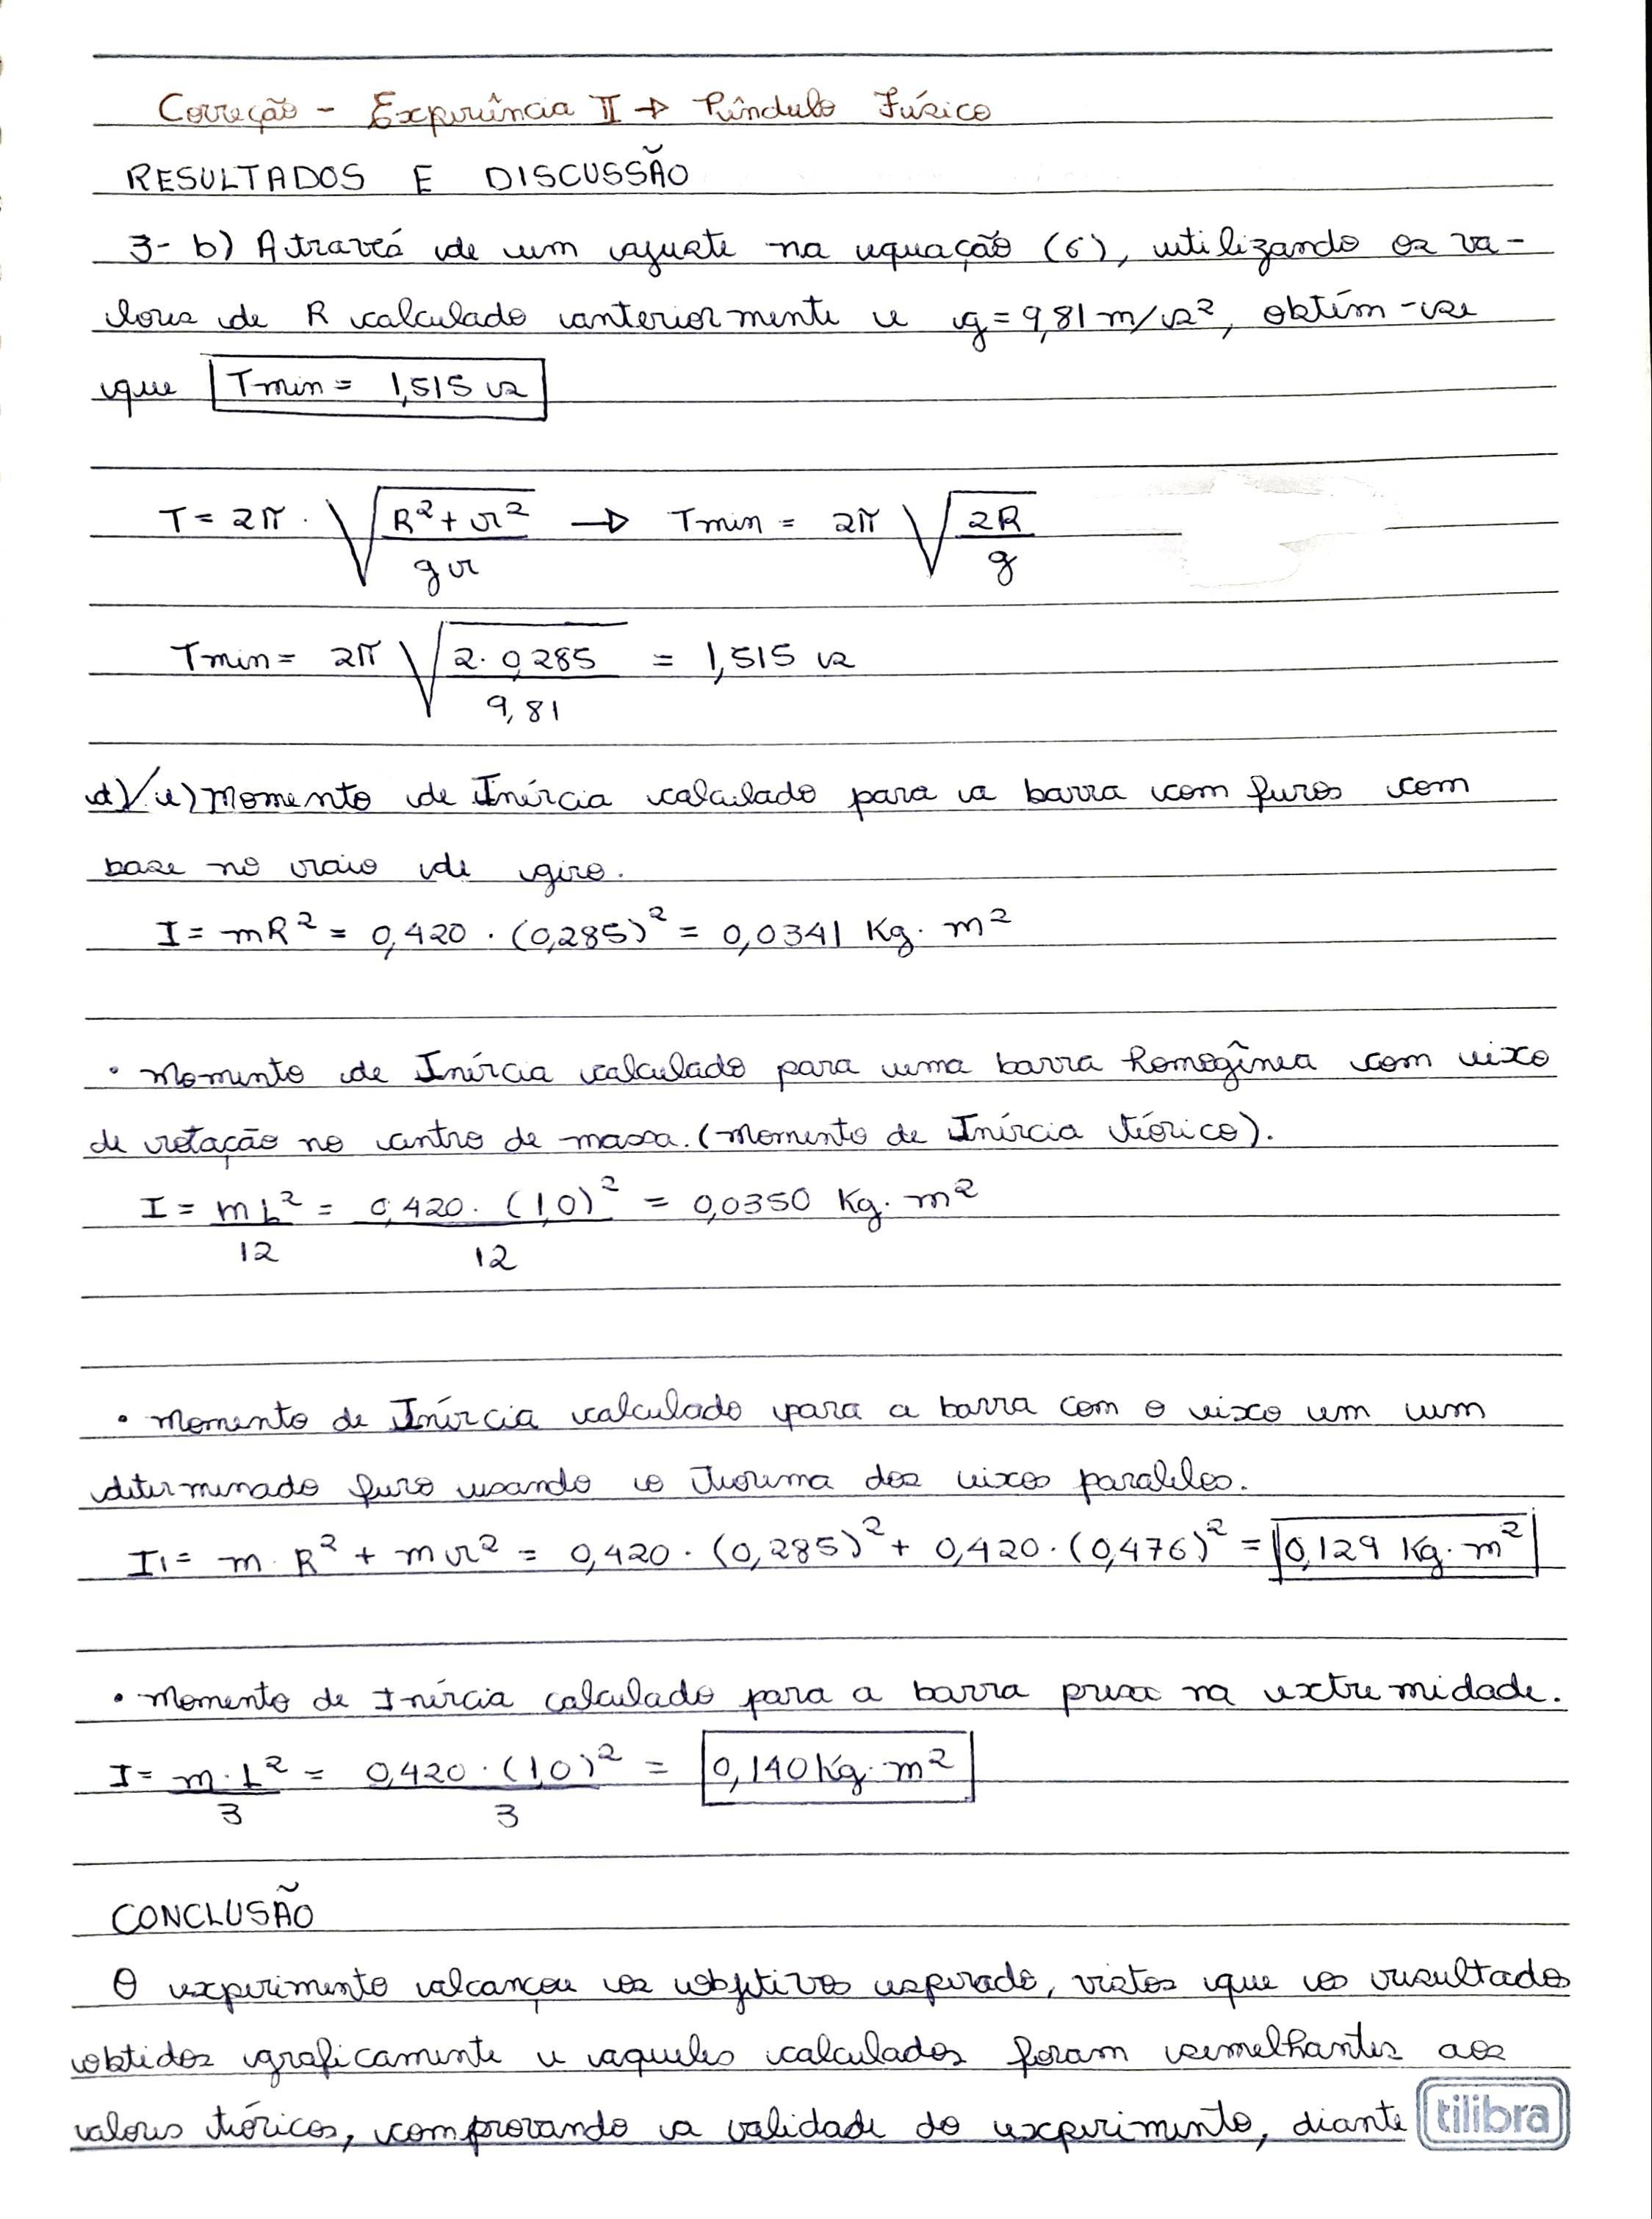 Correção - Experiência II → Pêndulo Físico
RESULTADOS E DISCUSSÃO
3- b) Através de um ajuste na equação (6), utilizando os va-
lores de R calculado anteriormente e g = 9,81 m/s², obtém-se
que Tmin = 1,515 s
T = 2π · √((R² + r²)/(gr)) → Tmin = 2π √(2R/g)
Tmin = 2π √((2 · 0,285)/9,81) = 1,515 s
d)/e) Momento de Inércia calculado para a barra com furos com
base no raio de giro.
I = mR² = 0,420 · (0,285)² = 0,0341 Kg · m²
• Momento de Inércia calculado para uma barra homogênea com eixo
de rotação no centro de massa. (Momento de Inércia teórico).
I = mL²/12 = 0,420 · (1,0)²/12 = 0,0350 Kg · m²
• Momento de Inércia calculado para a barra com o eixo em um
determinado furo usando o teorema dos eixos paralelos.
I1 = m · R² + mr² = 0,420 · (0,285)² + 0,420 · (0,476)² = 0,129 Kg · m²
• Momento de Inércia calculado para a barra presa na extremidade.
I = m · L²/3 = 0,420 · (1,0)²/3 = 0,140 Kg · m²
CONCLUSÃO
O experimento alcançou os objetivos esperado, vistos que os resultados
obtidos graficamente e aqueles calculados foram semelhantes aos
valores teóricos, comprovando a validade do experimento, diante
tilibra